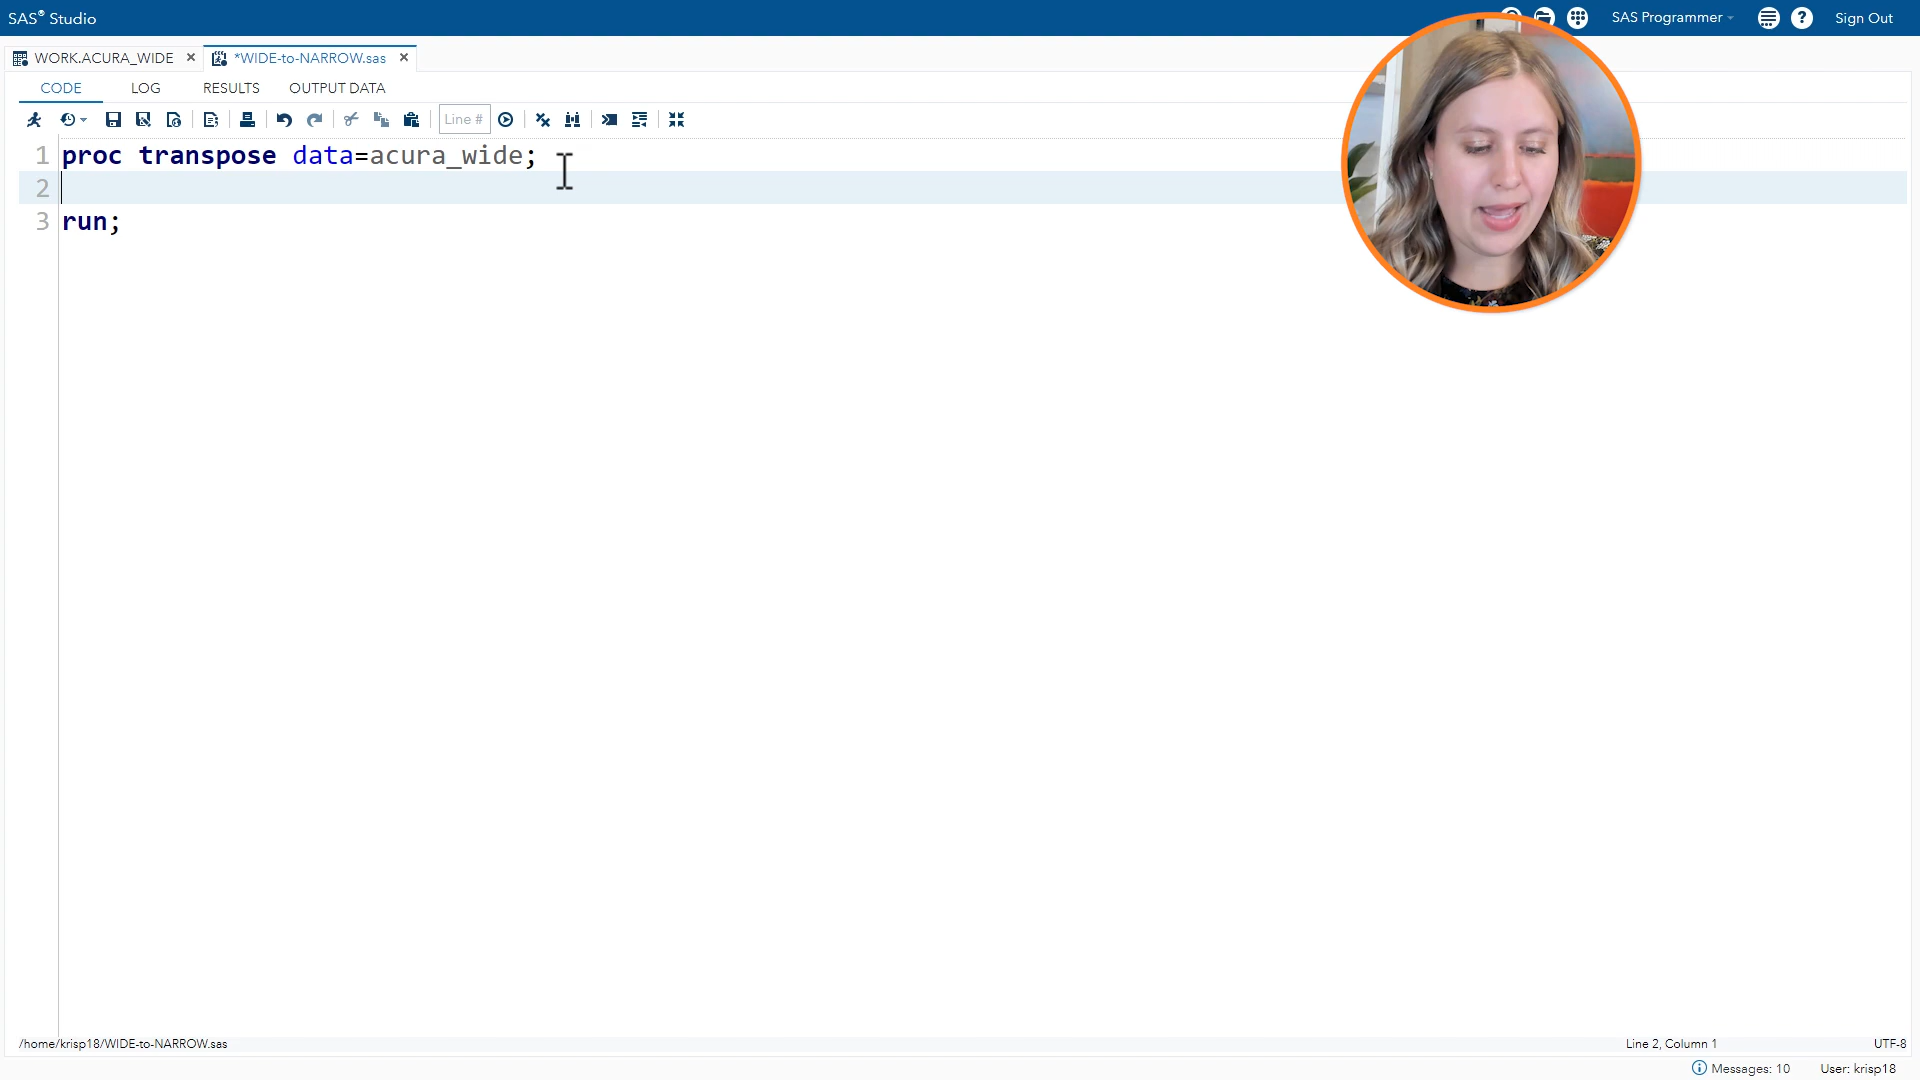 SAS® Studio
SAS Programmer
Sign Out
WORK.ACURA_WIDE
*WIDE-to-NARROW.sas
CODE
LOG
RESULTS
OUTPUT DATA
Line #
1 proc transpose data=acura_wide;
2
3 run;
/home/krisp18/WIDE-to-NARROW.sas
Line 2, Column 1
UTF-8
Messages: 10
User: krisp18